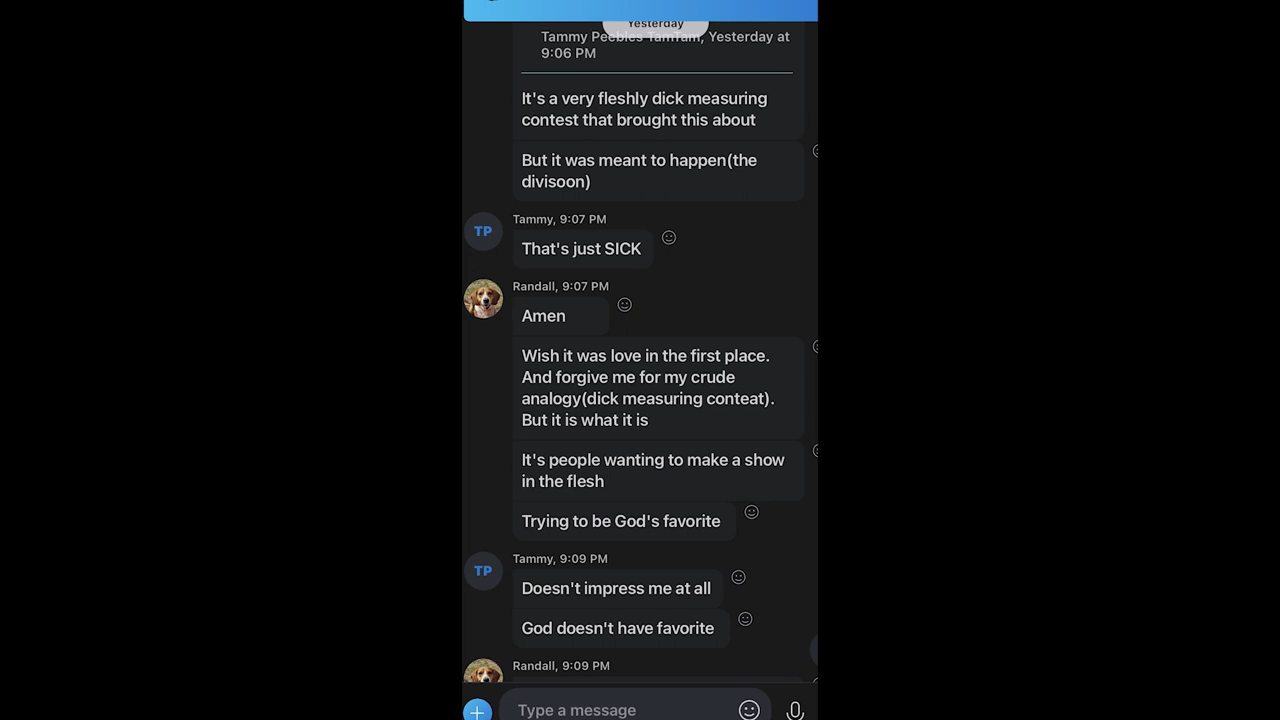 Yesterday
Tammy Peebles TamTam, Yesterday at
9:06 PM
It's a very fleshly dick measuring
contest that brought this about
But it was meant to happen(the
divisoon)
Tammy, 9:07 PM
TP
That's just SICK
Randall, 9:07 PM
Amen
Wish it was love in the first place.
And forgive me for my crude
analogy(dick measuring conteat).
But it is what it is
It's people wanting to make a show
in the flesh
Trying to be God's favorite
Tammy, 9:09 PM
TP
Doesn't impress me at all
God doesn't have favorite
Randall, 9:09 PM
Type a message